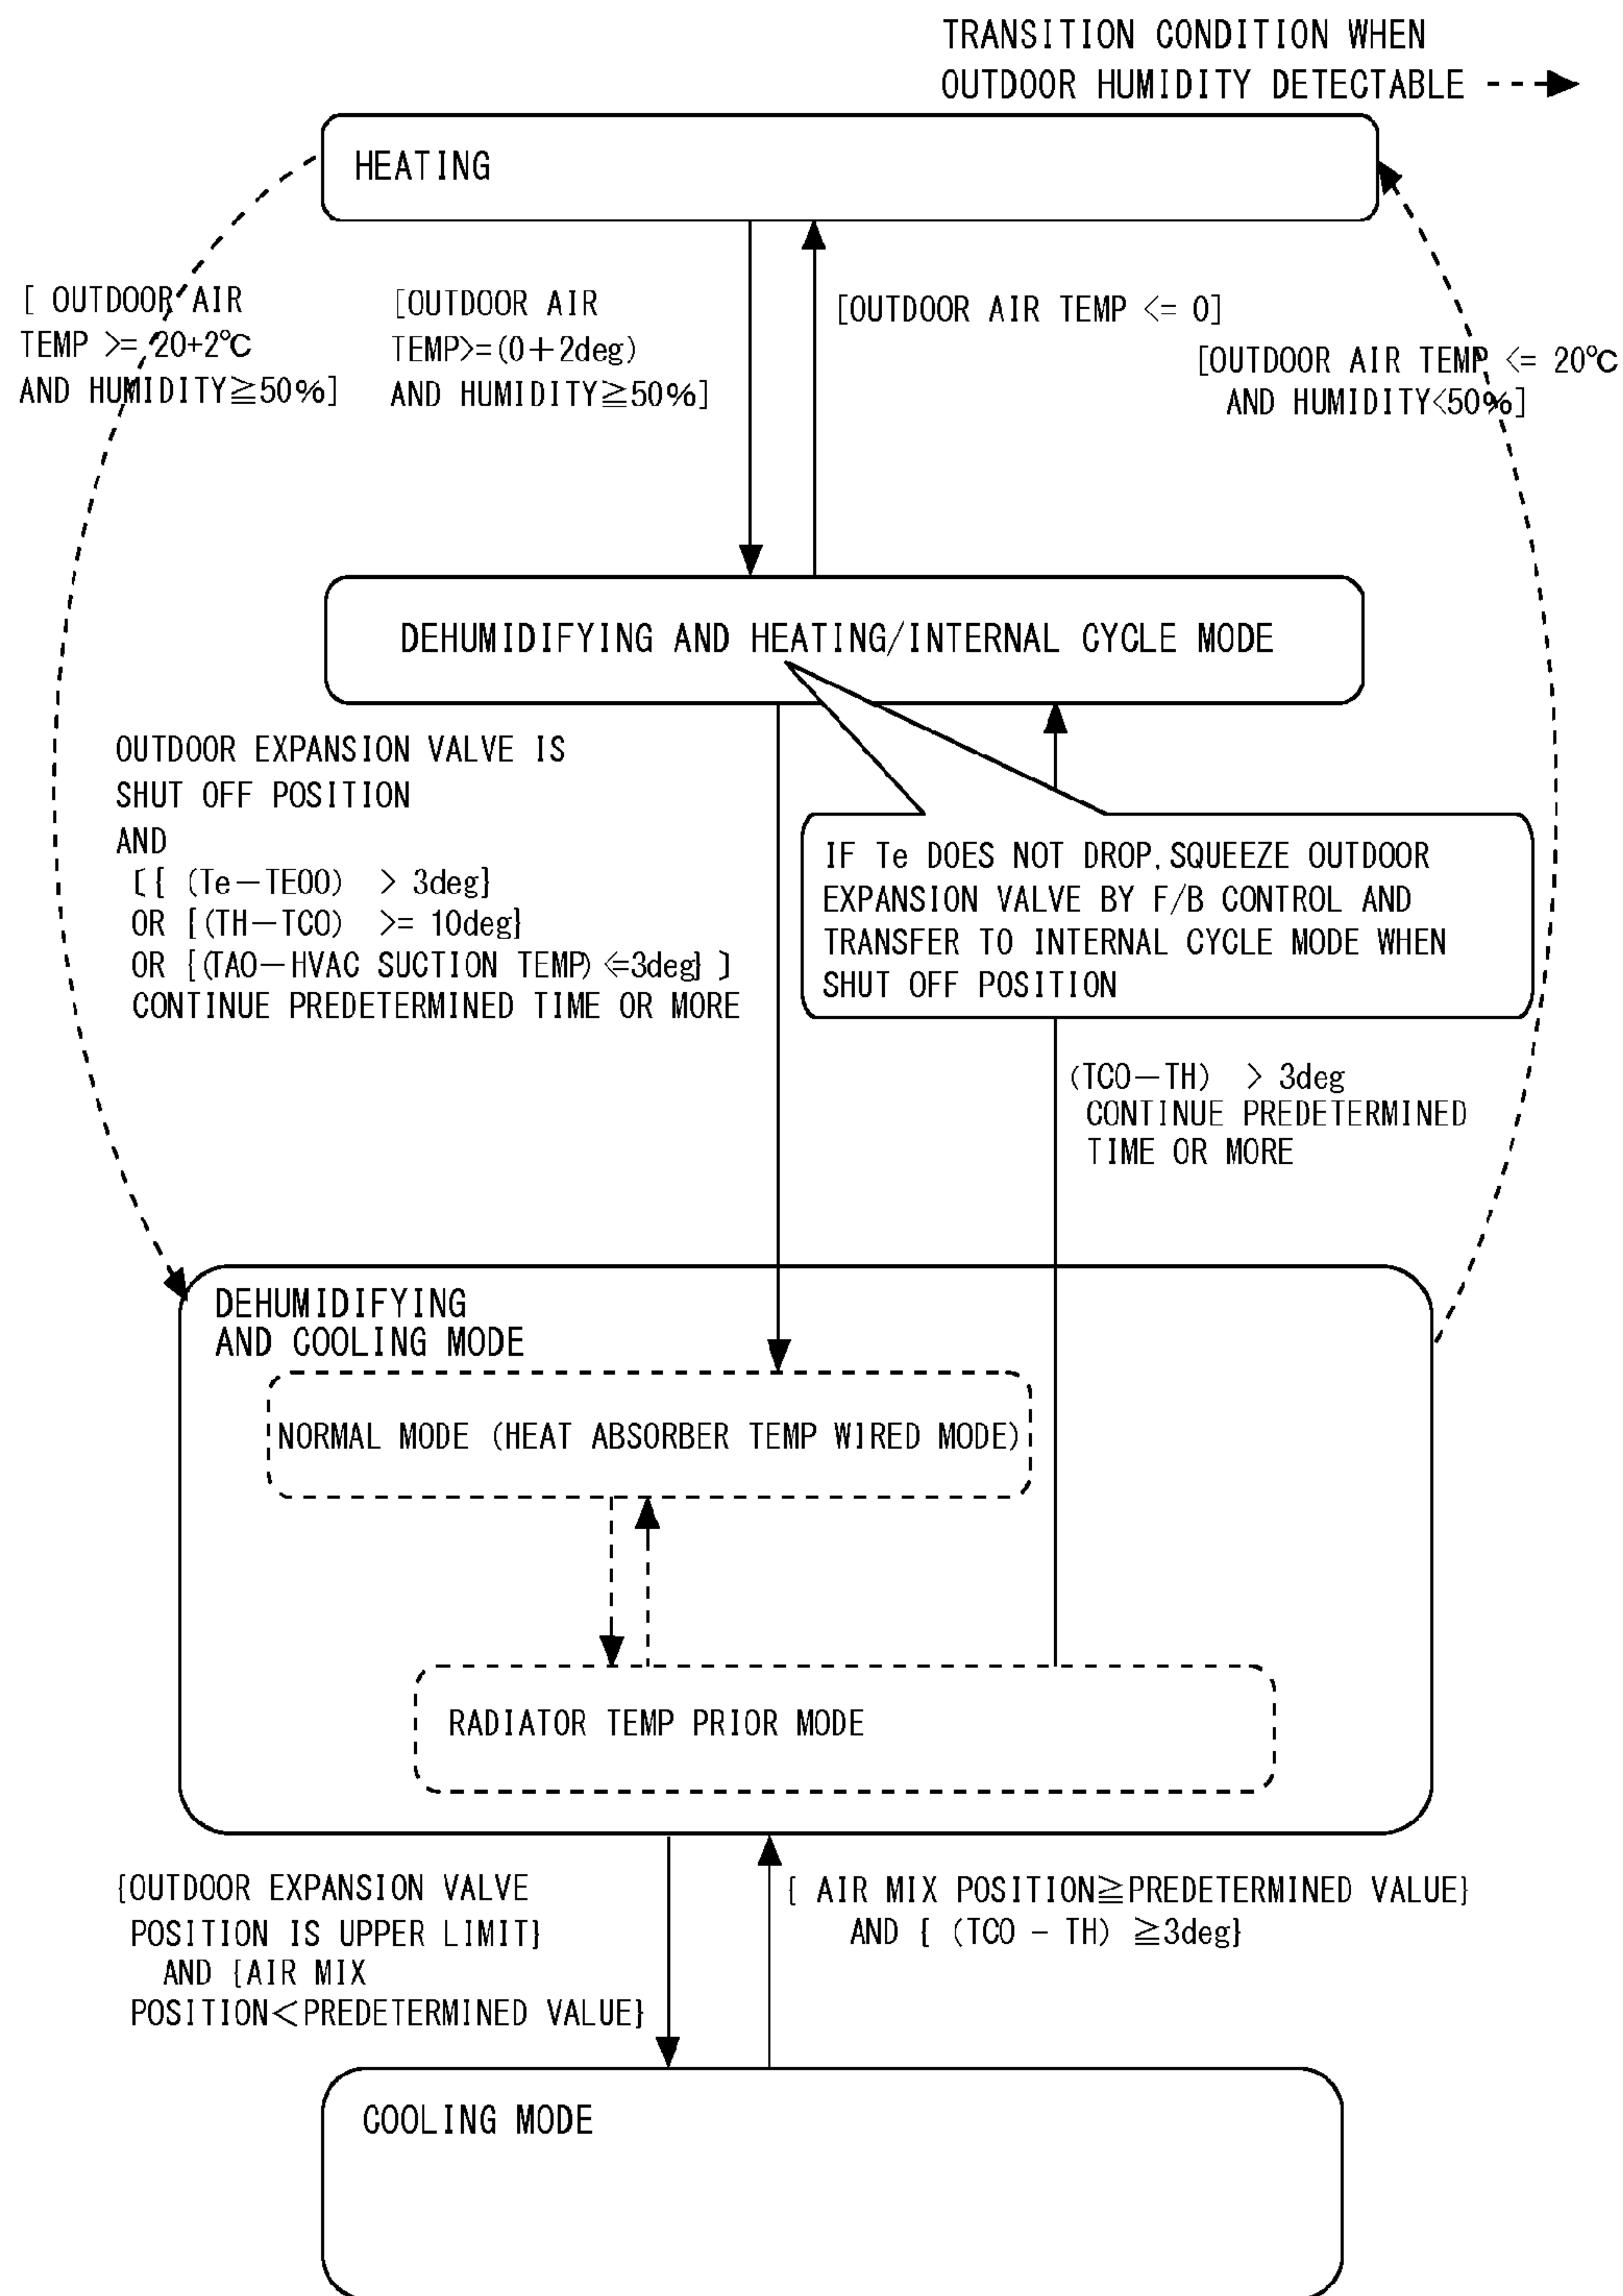 TRANSITION CONDITION WHEN
OUTDOOR HUMIDITY DETECTABLE
HEATING
[ OUTDOOR AIR
TEMP >= 20+2℃
AND HUMIDITY≧50%]
[OUTDOOR AIR
TEMP>=(0+2deg)
AND HUMIDITY≧50%]
[OUTDOOR AIR TEMP <= 0]
[OUTDOOR AIR TEMP <= 20℃
AND HUMIDITY<50%]
DEHUMIDIFYING AND HEATING/INTERNAL CYCLE MODE
OUTDOOR EXPANSION VALVE IS
SHUT OFF POSITION
AND
[{ (Te-TEOO) > 3deg}
OR [(TH-TCO) >= 10deg}
OR [(TAO-HVAC SUCTION TEMP) <=3deg} ]
CONTINUE PREDETERMINED TIME OR MORE
IF Te DOES NOT DROP, SQUEEZE OUTDOOR
EXPANSION VALVE BY F/B CONTROL AND
TRANSFER TO INTERNAL CYCLE MODE WHEN
SHUT OFF POSITION
(TCO-TH) > 3deg
CONTINUE PREDETERMINED
TIME OR MORE
DEHUMIDIFYING
AND COOLING MODE
NORMAL MODE (HEAT ABSORBER TEMP WIRED MODE)
RADIATOR TEMP PRIOR MODE
{OUTDOOR EXPANSION VALVE
POSITION IS UPPER LIMIT}
AND {AIR MIX
POSITION<PREDETERMINED VALUE}
{ AIR MIX POSITION≧PREDETERMINED VALUE}
AND { (TCO - TH) ≧3deg}
COOLING MODE